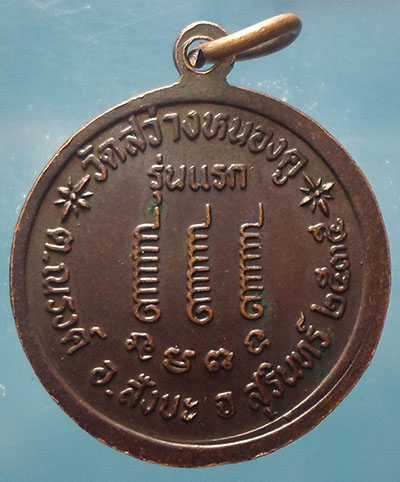 วัดสว่างหนองคู
รุ่นแรก
ต.ณรงค์ อ.สังขะ จ สุรินทร์ ๒๕๓๕